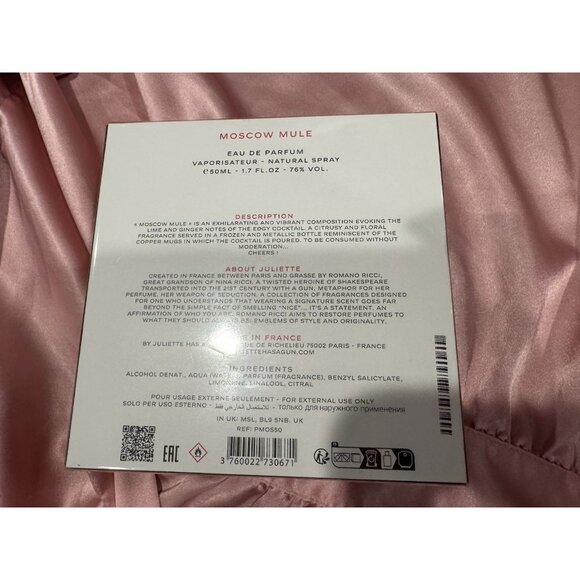 MOSCOW MULE
EAU DE PARFUM
VAPORISATEUR - NATURAL SPRAY
℮50ML - 1.7 FL.OZ - 76% VOL.
DESCRIPTION
« MOSCOW MULE » IS AN EXHILARATING AND VIBRANT COMPOSITION EVOKING THE
LIME AND GINGER NOTES OF THE EDGY COCKTAIL. A CITRUSY AND FLORAL
FRAGRANCE SERVED IN A FROZEN AND METALLIC BOTTLE REMINISCENT OF THE
COPPER MUGS IN WHICH THE COCKTAIL IS POURED. TO BE CONSUMED WITHOUT
MODERATION...
CHEERS !
ABOUT JULIETTE
CREATED IN FRANCE BETWEEN PARIS AND GRASSE BY ROMANO RICCI,
GREAT GRANDSON OF NINA RICCI, A TWISTED HEROINE OF SHAKESPEARE
TRANSPORTED INTO THE 21ST CENTURY WITH A GUN, METAPHOR FOR HER
PERFUME, HER WEAPON OF SEDUCTION. A COLLECTION OF FRAGRANCES DESIGNED
FOR ONE WHO UNDERSTANDS THAT WEARING A SIGNATURE SCENT GOES FAR
BEYOND THE SIMPLE FACT OF SMELLING "NICE"... IT'S A STATEMENT. AN
AFFIRMATION OF WHO YOU ARE. ROMANO RICCI AIMS TO RESTORE PERFUMES TO
WHAT THEY SHOULD ALWAYS BE: EMBLEMS OF STYLE AND ORIGINALITY.
IN FRANCE
BY JULIETTE HAS A DE RICHELIEU 75002 PARIS - FRANCE
INGREDIENTS
ALCOHOL DENAT., AQUA (WATER), PARFUM (FRAGRANCE), BENZYL SALICYLATE,
LIMONENE, LINALOOL, CITRAL
POUR USAGE EXTERNE SEULEMENT - FOR EXTERNAL USE ONLY
SOLO PER USO ESTERNO - للاستعمال الخارجي فقط - только для наружного применения
IN UK: MSL, BL9 5NB. UK
REF: PMOS50
EAC
3 760022 730671